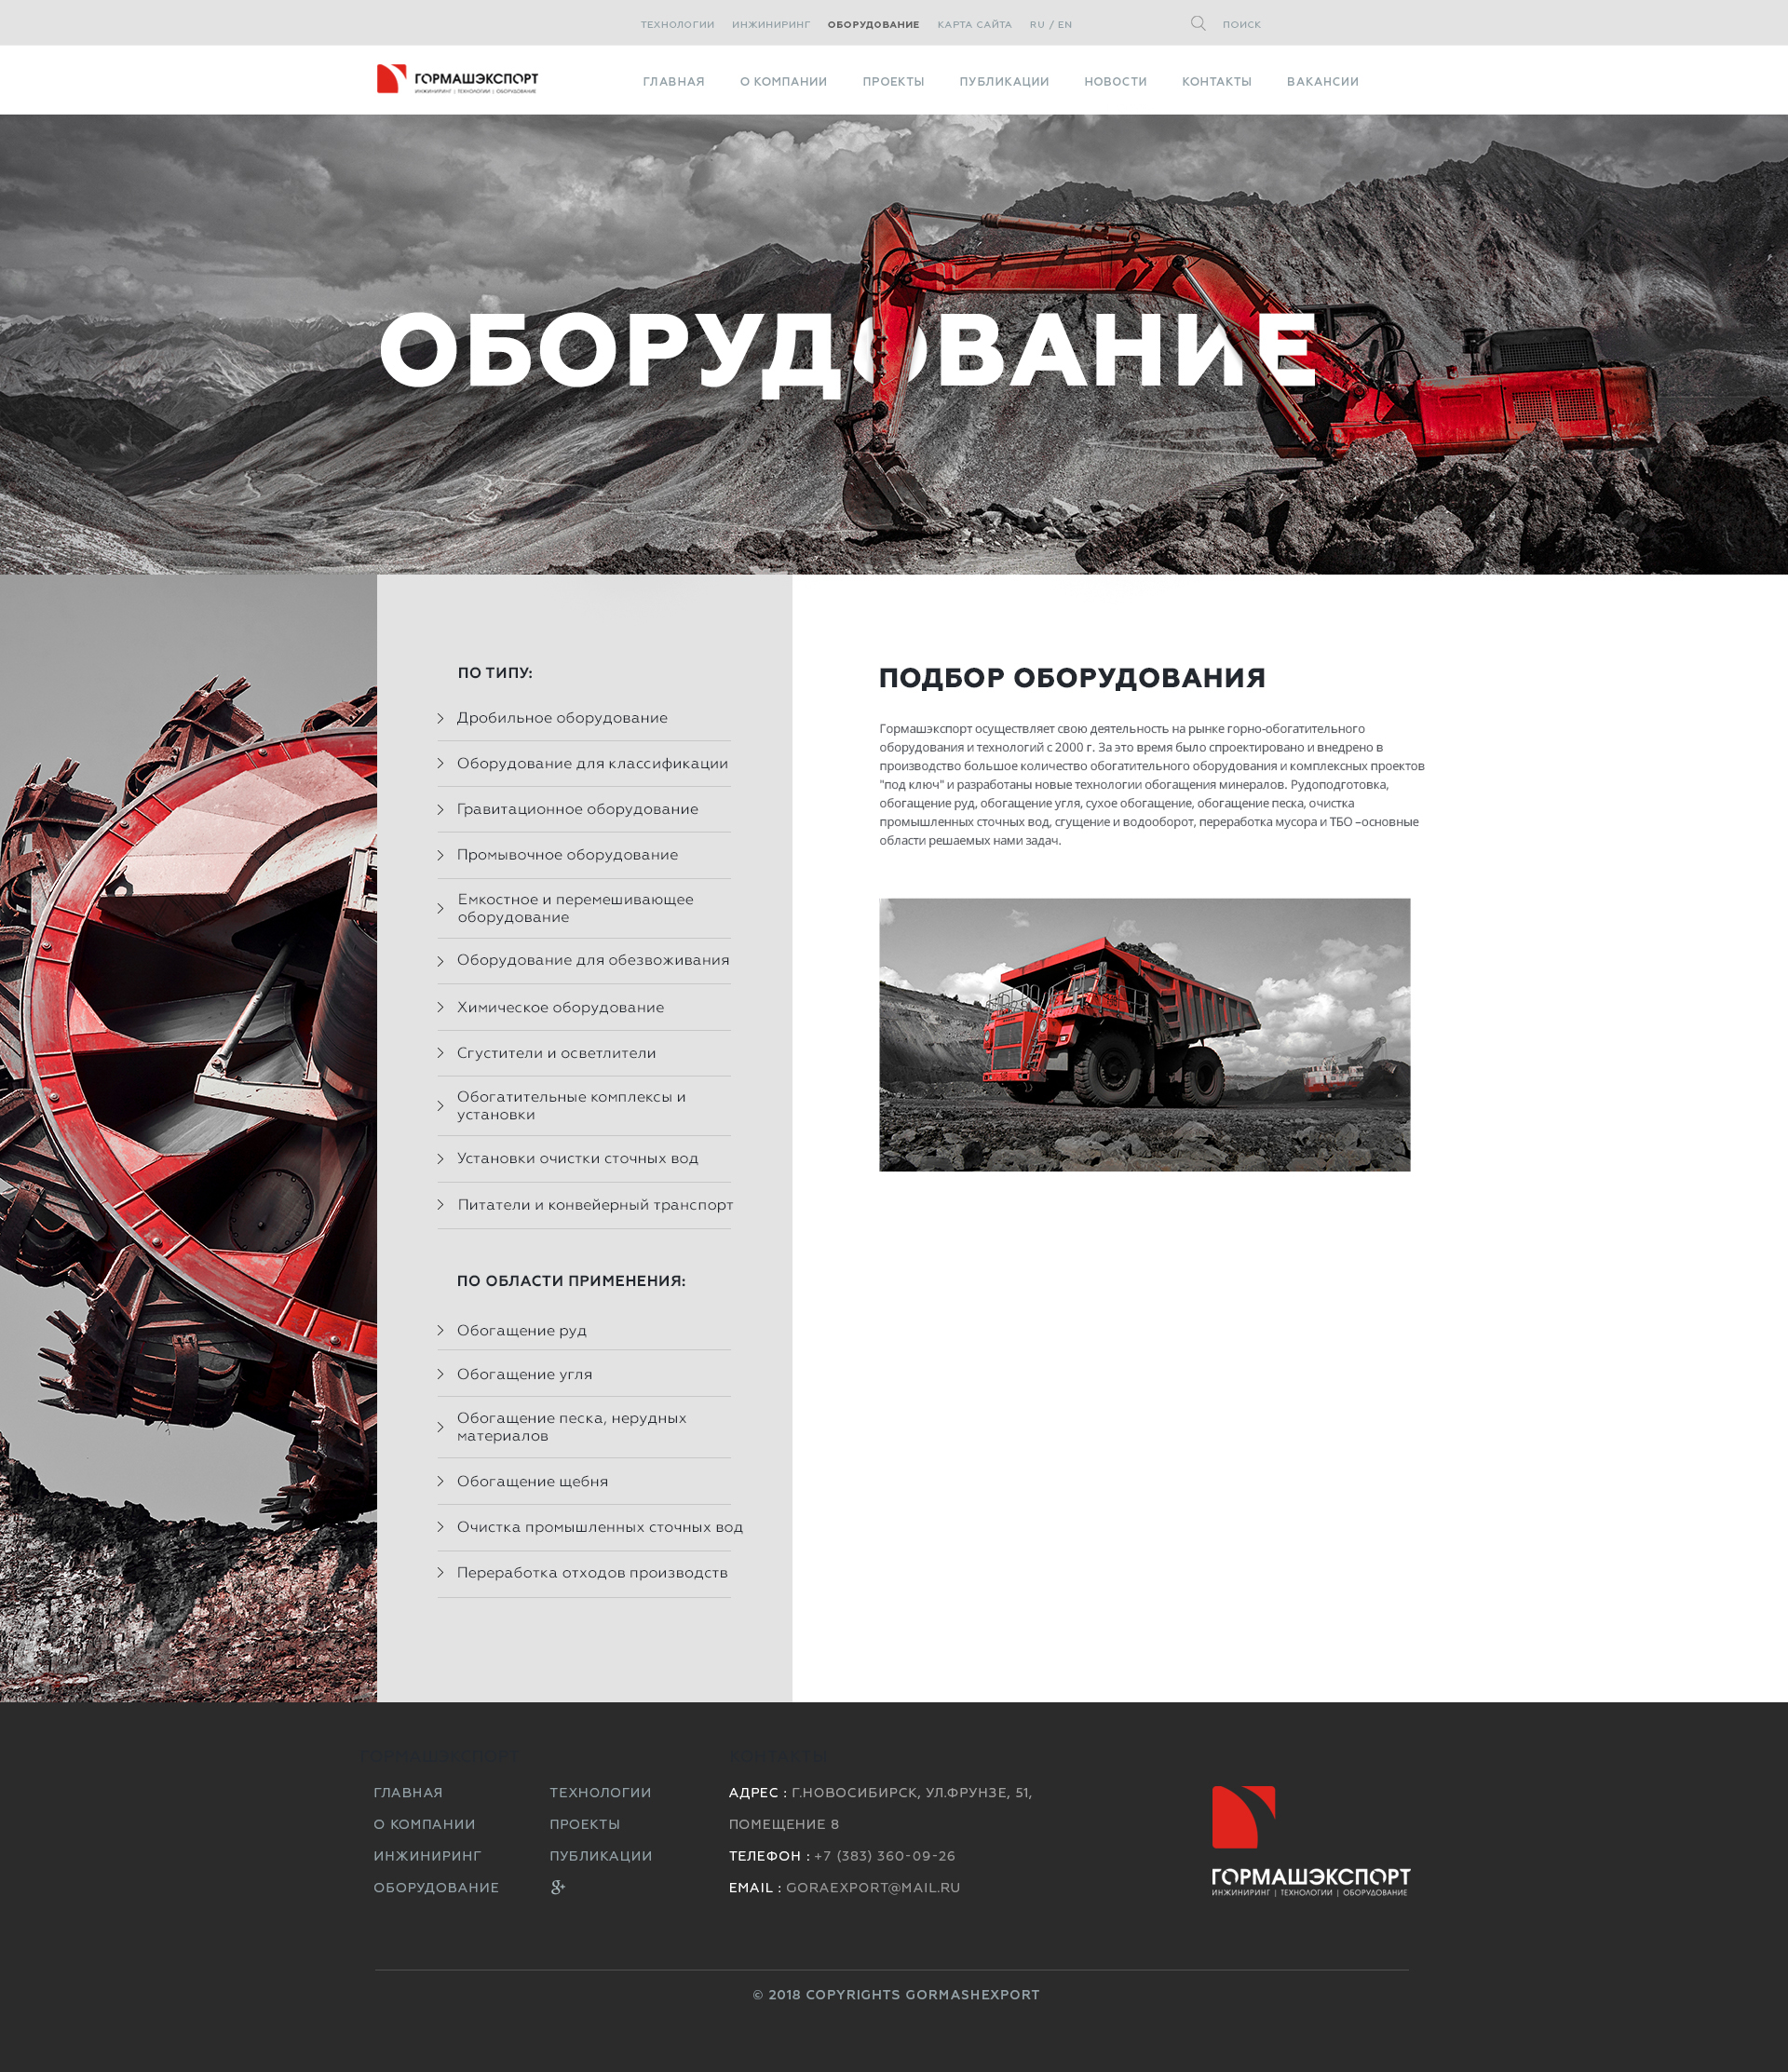 ТЕХНОЛОГИИ ИНЖИНИРИНГ ОБОРУДОВАНИЕ КАРТА САЙТА RU / EN ПОИСК
ГОРМАШЭКСПОРТ
ИНЖИНИРИНГ | ТЕХНОЛОГИИ | ОБОРУДОВАНИЕ
ГЛАВНАЯ О КОМПАНИИ ПРОЕКТЫ ПУБЛИКАЦИИ НОВОСТИ КОНТАКТЫ ВАКАНСИИ
ОБОРУДОВАНИЕ
ПО ТИПУ:
Дробильное оборудование
Оборудование для классификации
Гравитационное оборудование
Промывочное оборудование
Емкостное и перемешивающее
оборудование
Оборудование для обезвоживания
Химическое оборудование
Сгустители и осветлители
Обогатительные комплексы и
установки
Установки очистки сточных вод
Питатели и конвейерный транспорт
ПО ОБЛАСТИ ПРИМЕНЕНИЯ:
Обогащение руд
Обогащение угля
Обогащение песка, нерудных
материалов
Обогащение щебня
Очистка промышленных сточных вод
Переработка отходов производств
ПОДБОР ОБОРУДОВАНИЯ
Гормашэкспорт осуществляет свою деятельность на рынке горно-обогатительного
оборудования и технологий с 2000 г. За это время было спроектировано и внедрено в
производство большое количество обогатительного оборудования и комплексных проектов
"под ключ" и разработаны новые технологии обогащения минералов. Рудоподготовка,
обогащение руд, обогащение угля, сухое обогащение, обогащение песка, очистка
промышленных сточных вод, сгущение и водооборот, переработка мусора и ТБО –основные
области решаемых нами задач.
ГОРМАШЭКСПОРТ
ГЛАВНАЯ
О КОМПАНИИ
ИНЖИНИРИНГ
ОБОРУДОВАНИЕ
ТЕХНОЛОГИИ
ПРОЕКТЫ
ПУБЛИКАЦИИ
g+
КОНТАКТЫ
АДРЕС : Г.НОВОСИБИРСК, УЛ.ФРУНЗЕ, 51,
ПОМЕЩЕНИЕ 8
ТЕЛЕФОН : +7 (383) 360-09-26
EMAIL : GORAEXPORT@MAIL.RU
ГОРМАШЭКСПОРТ
ИНЖИНИРИНГ | ТЕХНОЛОГИИ | ОБОРУДОВАНИЕ
© 2018 COPYRIGHTS GORMASHEXPORT